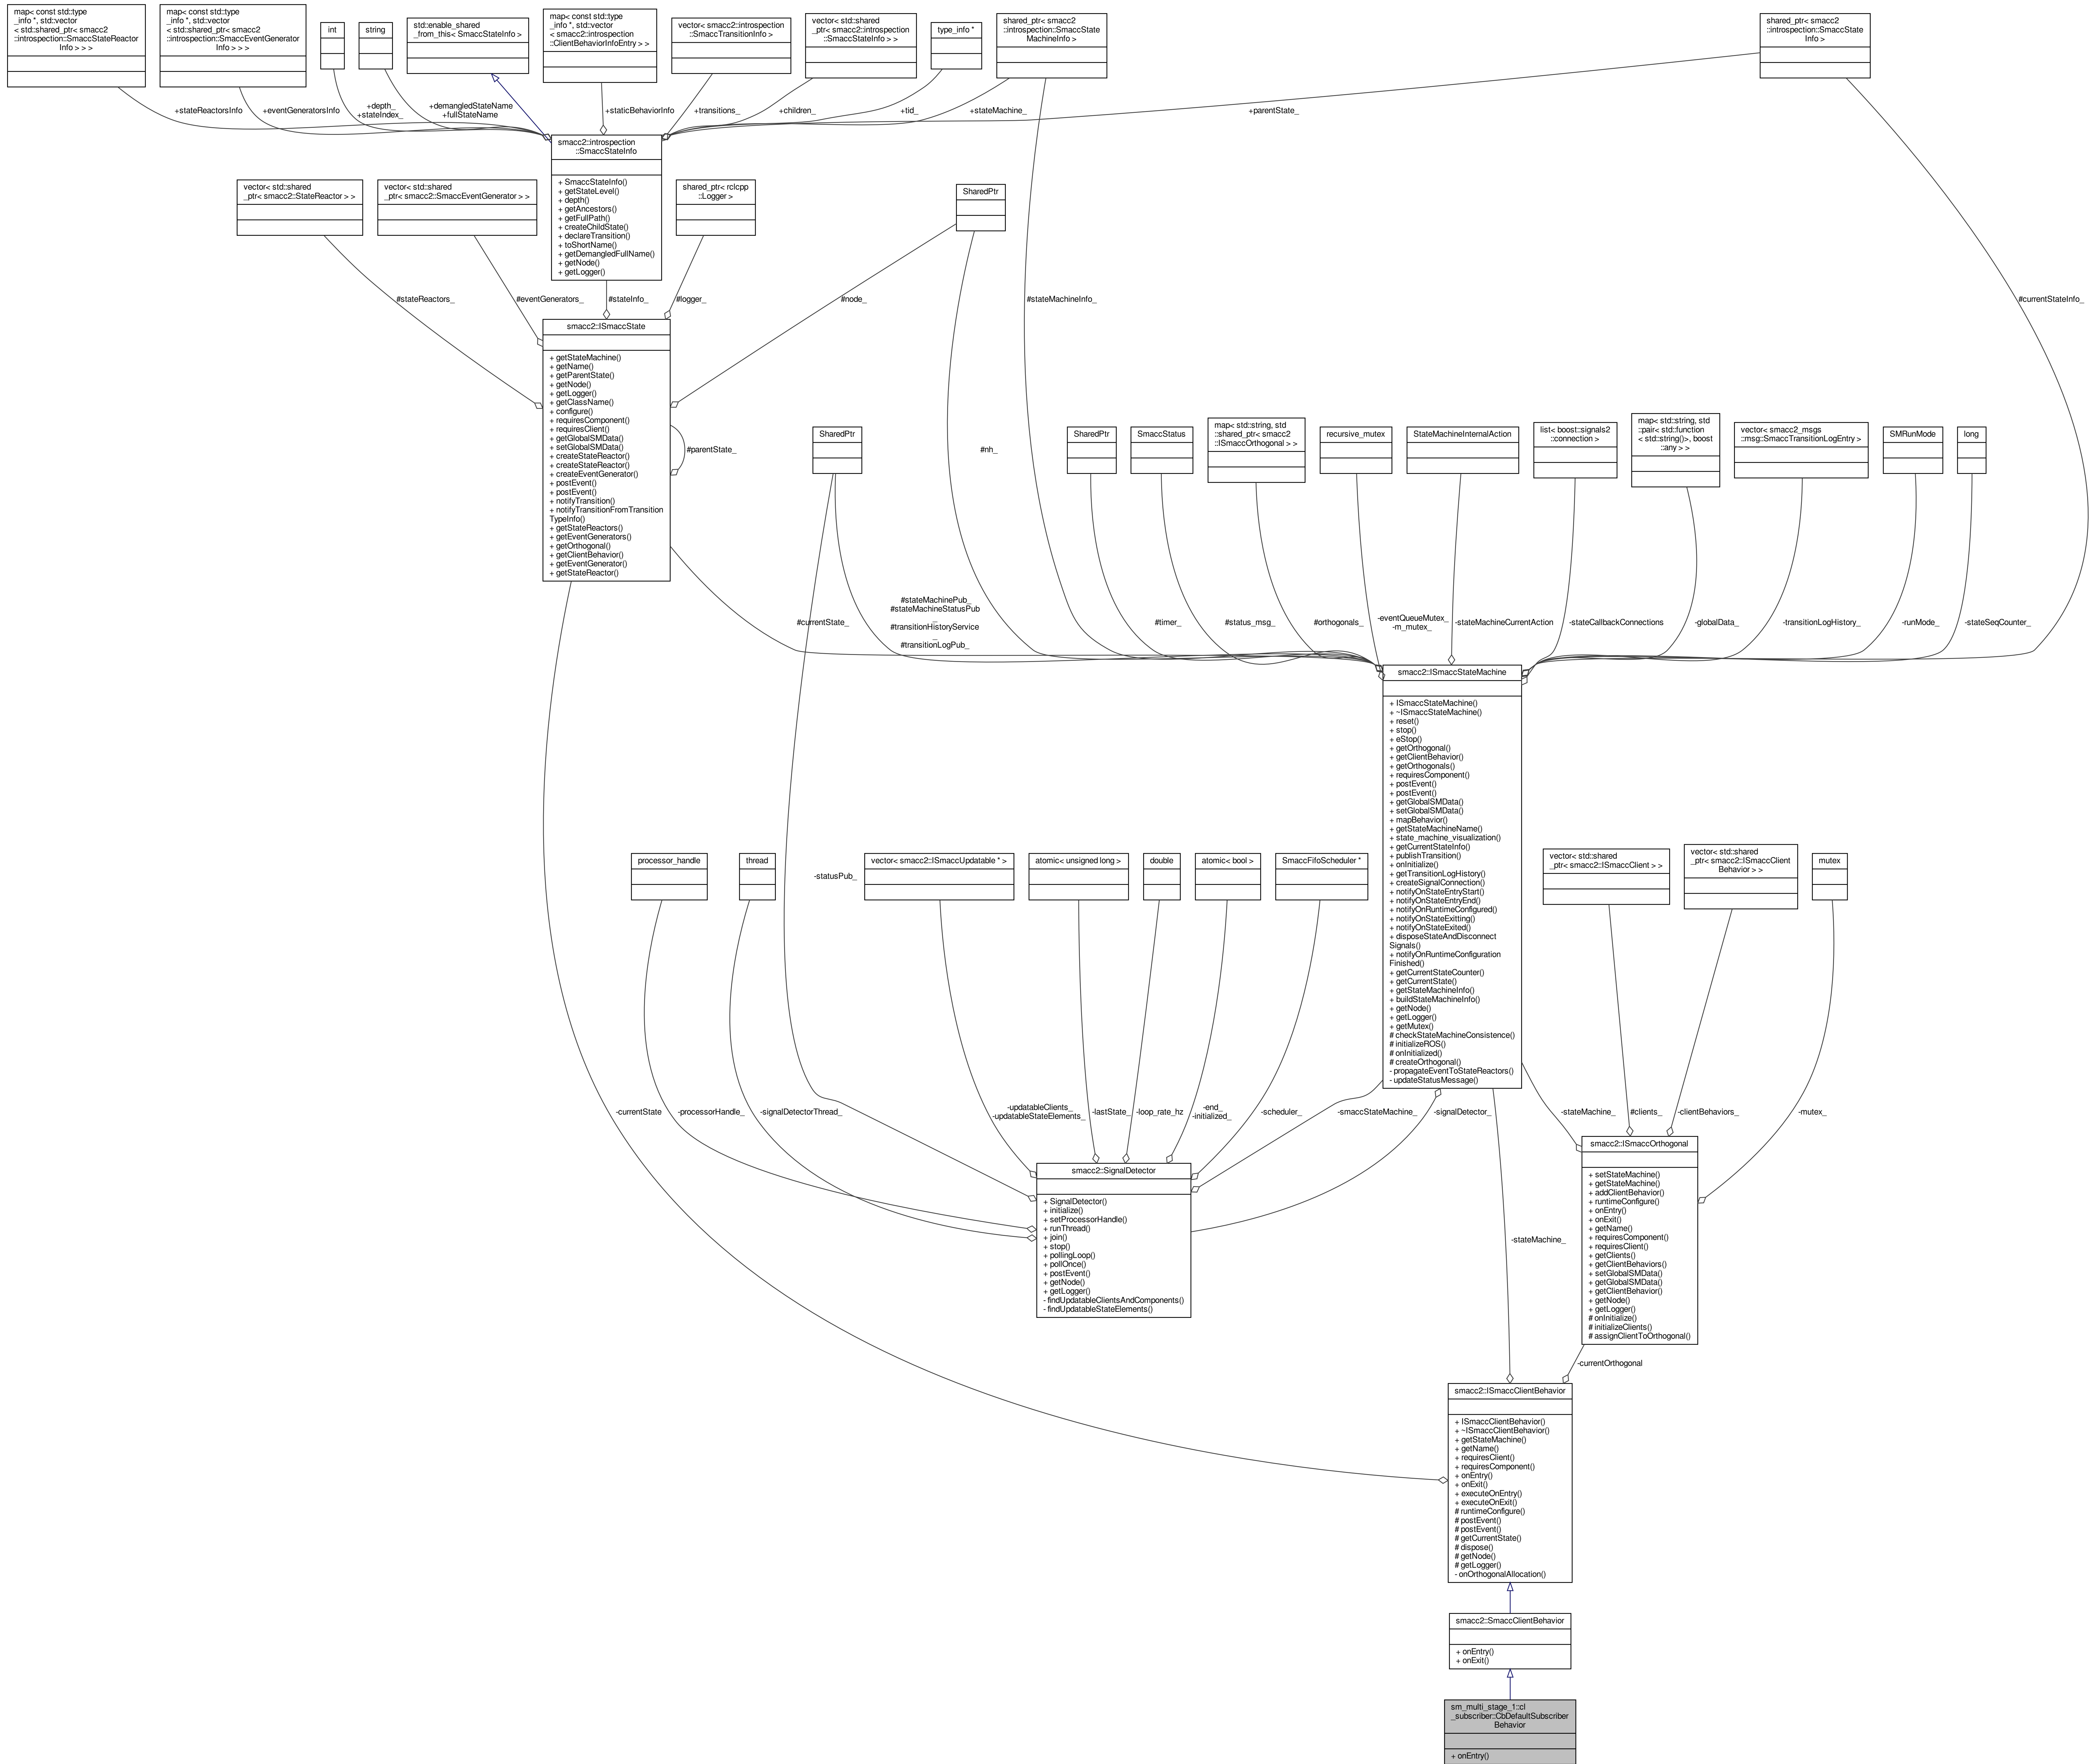 map< const std::type
_info *, std::vector
< std::shared_ptr< smacc2
::introspection::SmaccStateReactor
Info > > >
map< const std::type
_info *, std::vector
< std::shared_ptr< smacc2
::introspection::SmaccEventGenerator
Info > > >
int
string
std::enable_shared
_from_this< SmaccStateInfo >
map< const std::type
_info *, std::vector
< smacc2::introspection
::ClientBehaviorInfoEntry > >
vector< smacc2::introspection
::SmaccTransitionInfo >
vector< std::shared
_ptr< smacc2::introspection
::SmaccStateInfo > >
type_info *
shared_ptr< smacc2
::introspection::SmaccState
MachineInfo >
shared_ptr< smacc2
::introspection::SmaccState
Info >
+stateReactorsInfo
+eventGeneratorsInfo
+depth_
+stateIndex_
+demangledStateName
+fullStateName
+staticBehaviorInfo
+transitions_
+children_
+tid_
+stateMachine_
+parentState_
smacc2::introspection
::SmaccStateInfo
+ SmaccStateInfo()
+ getStateLevel()
+ depth()
+ getAncestors()
+ getFullPath()
+ createChildState()
+ declareTransition()
+ toShortName()
+ getDemangledFullName()
+ getNode()
+ getLogger()
vector< std::shared
_ptr< smacc2::StateReactor > >
vector< std::shared
_ptr< smacc2::SmaccEventGenerator > >
shared_ptr< rclcpp
::Logger >
SharedPtr
#stateReactors_
#eventGenerators_
#stateInfo_
#logger_
#node_
#stateMachineInfo_
#currentStateInfo_
smacc2::ISmaccState
+ getStateMachine()
+ getName()
+ getParentState()
+ getNode()
+ getLogger()
+ getClassName()
+ configure()
+ requiresComponent()
+ requiresClient()
+ getGlobalSMData()
+ setGlobalSMData()
+ createStateReactor()
+ createStateReactor()
+ createEventGenerator()
+ postEvent()
+ postEvent()
+ notifyTransition()
+ notifyTransitionFromTransition
TypeInfo()
+ getStateReactors()
+ getEventGenerators()
+ getOrthogonal()
+ getClientBehavior()
+ getEventGenerator()
+ getStateReactor()
#parentState_
#nh_
SharedPtr
SharedPtr
SmaccStatus
map< std::string, std
::shared_ptr< smacc2
::ISmaccOrthogonal > >
recursive_mutex
StateMachineInternalAction
list< boost::signals2
::connection >
map< std::string, std
::pair< std::function
< std::string()>, boost
::any > >
vector< smacc2_msgs
::msg::SmaccTransitionLogEntry >
SMRunMode
long
#currentState_
#stateMachinePub_
#stateMachineStatusPub
_
#transitionHistoryService
_
#transitionLogPub_
#timer_
#status_msg_
#orthogonals_
-eventQueueMutex_
-m_mutex_
-stateMachineCurrentAction
-stateCallbackConnections
-globalData_
-transitionLogHistory_
-runMode_
-stateSeqCounter_
smacc2::ISmaccStateMachine
+ ISmaccStateMachine()
+ ~ISmaccStateMachine()
+ reset()
+ stop()
+ eStop()
+ getOrthogonal()
+ getClientBehavior()
+ getOrthogonals()
+ requiresComponent()
+ postEvent()
+ postEvent()
+ getGlobalSMData()
+ setGlobalSMData()
+ mapBehavior()
+ getStateMachineName()
+ state_machine_visualization()
+ getCurrentStateInfo()
+ publishTransition()
+ onInitialize()
+ getTransitionLogHistory()
+ createSignalConnection()
+ notifyOnStateEntryStart()
+ notifyOnStateEntryEnd()
+ notifyOnRuntimeConfigured()
+ notifyOnStateExitting()
+ notifyOnStateExited()
+ disposeStateAndDisconnect
Signals()
+ notifyOnRuntimeConfiguration
Finished()
+ getCurrentStateCounter()
+ getCurrentState()
+ getStateMachineInfo()
+ buildStateMachineInfo()
+ getNode()
+ getLogger()
+ getMutex()
# checkStateMachineConsistence()
# initializeROS()
# onInitialized()
# createOrthogonal()
- propagateEventToStateReactors()
- updateStatusMessage()
processor_handle
thread
-statusPub_
vector< smacc2::ISmaccUpdatable * >
atomic< unsigned long >
double
atomic< bool >
SmaccFifoScheduler *
vector< std::shared
_ptr< smacc2::ISmaccClient > >
vector< std::shared
_ptr< smacc2::ISmaccClient
Behavior > >
mutex
-currentState
-processorHandle_
-signalDetectorThread_
-updatableClients_
-updatableStateElements_
-lastState_
-loop_rate_hz
-end_
-initialized_
-scheduler_
-smaccStateMachine_
-signalDetector_
-stateMachine_
#clients_
-clientBehaviors_
-mutex_
smacc2::SignalDetector
+ SignalDetector()
+ initialize()
+ setProcessorHandle()
+ runThread()
+ join()
+ stop()
+ pollingLoop()
+ pollOnce()
+ postEvent()
+ getNode()
+ getLogger()
- findUpdatableClientsAndComponents()
- findUpdatableStateElements()
smacc2::ISmaccOrthogonal
+ setStateMachine()
+ getStateMachine()
+ addClientBehavior()
+ runtimeConfigure()
+ onEntry()
+ onExit()
+ getName()
+ requiresComponent()
+ requiresClient()
+ getClients()
+ getClientBehaviors()
+ setGlobalSMData()
+ getGlobalSMData()
+ getClientBehavior()
+ getNode()
+ getLogger()
# onInitialize()
# initializeClients()
# assignClientToOrthogonal()
-stateMachine_
-currentOrthogonal
smacc2::ISmaccClientBehavior
+ ISmaccClientBehavior()
+ ~ISmaccClientBehavior()
+ getStateMachine()
+ getName()
+ requiresClient()
+ requiresComponent()
+ onEntry()
+ onExit()
+ executeOnEntry()
+ executeOnExit()
# runtimeConfigure()
# postEvent()
# postEvent()
# getCurrentState()
# dispose()
# getNode()
# getLogger()
- onOrthogonalAllocation()
smacc2::SmaccClientBehavior
+ onEntry()
+ onExit()
sm_multi_stage_1::cl
_subscriber::CbDefaultSubscriber
Behavior
+ onEntry()